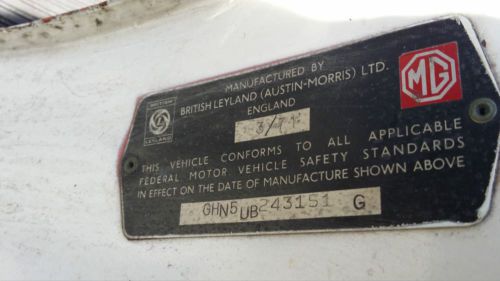 MANUFACTURED BY
BRITISH LEYLAND (AUSTIN-MORRIS) LTD.
ENGLAND
3/71
MG
BRITISH
LEYLAND
THIS VEHICLE CONFORMS TO ALL APPLICABLE
FEDERAL MOTOR VEHICLE SAFETY STANDARDS
IN EFFECT ON THE DATE OF MANUFACTURE SHOWN ABOVE
GHN5UB243151 G